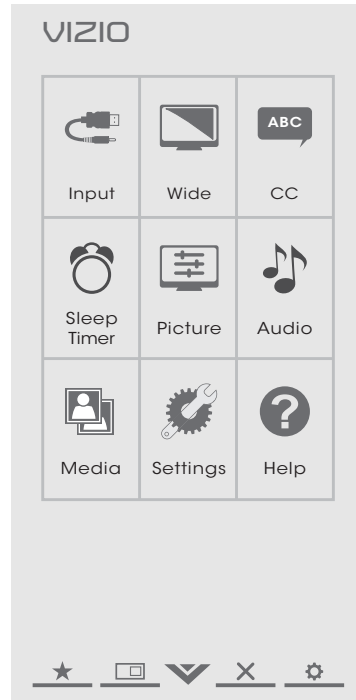 VIZIO
Input
Wide
ABC
CC
Sleep
Timer
Picture
Audio
Media
Settings
?
Help